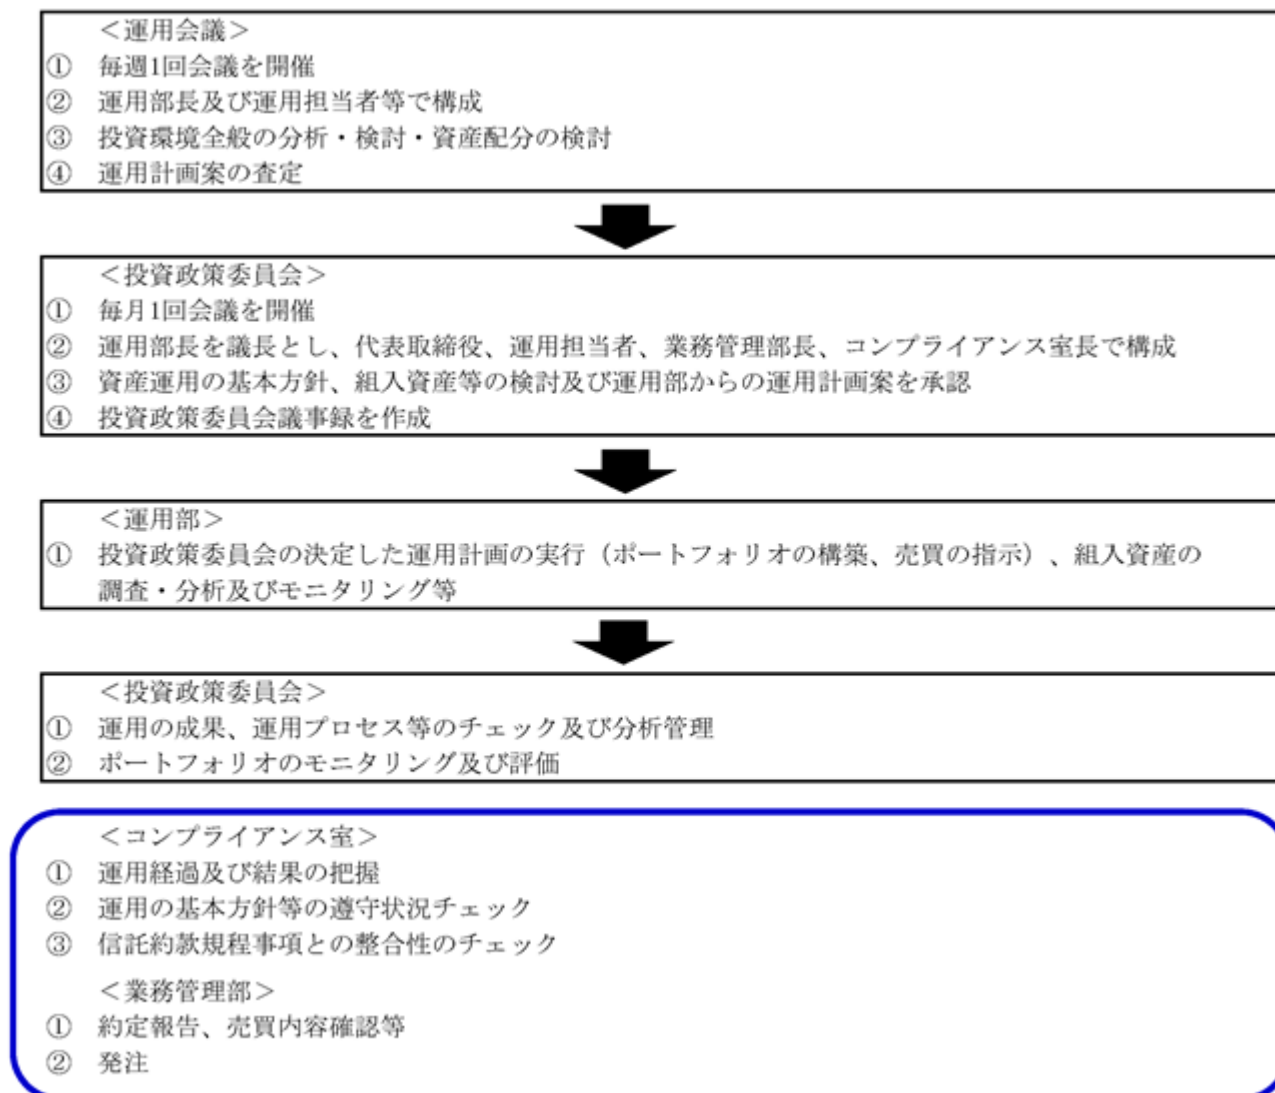 ＜運用会議＞
① 毎週1回会議を開催
② 運用部長及び運用担当者等で構成
③ 投資環境全般の分析・検討・資産配分の検討
④ 運用計画案の査定
＜投資政策委員会＞
① 毎月1回会議を開催
② 運用部長を議長とし、代表取締役、運用担当者、業務管理部長、コンプライアンス室長で構成
③ 資産運用の基本方針、組入資産等の検討及び運用部からの運用計画案を承認
④ 投資政策委員会議事録を作成
＜運用部＞
① 投資政策委員会の決定した運用計画の実行（ポートフォリオの構築、売買の指示）、組入資産の
調査・分析及びモニタリング等
＜投資政策委員会＞
① 運用の成果、運用プロセス等のチェック及び分析管理
② ポートフォリオのモニタリング及び評価
＜コンプライアンス室＞
① 運用経過及び結果の把握
② 運用の基本方針等の遵守状況チェック
③ 信託約款規程事項との整合性のチェック
＜業務管理部＞
① 約定報告、売買内容確認等
② 発注